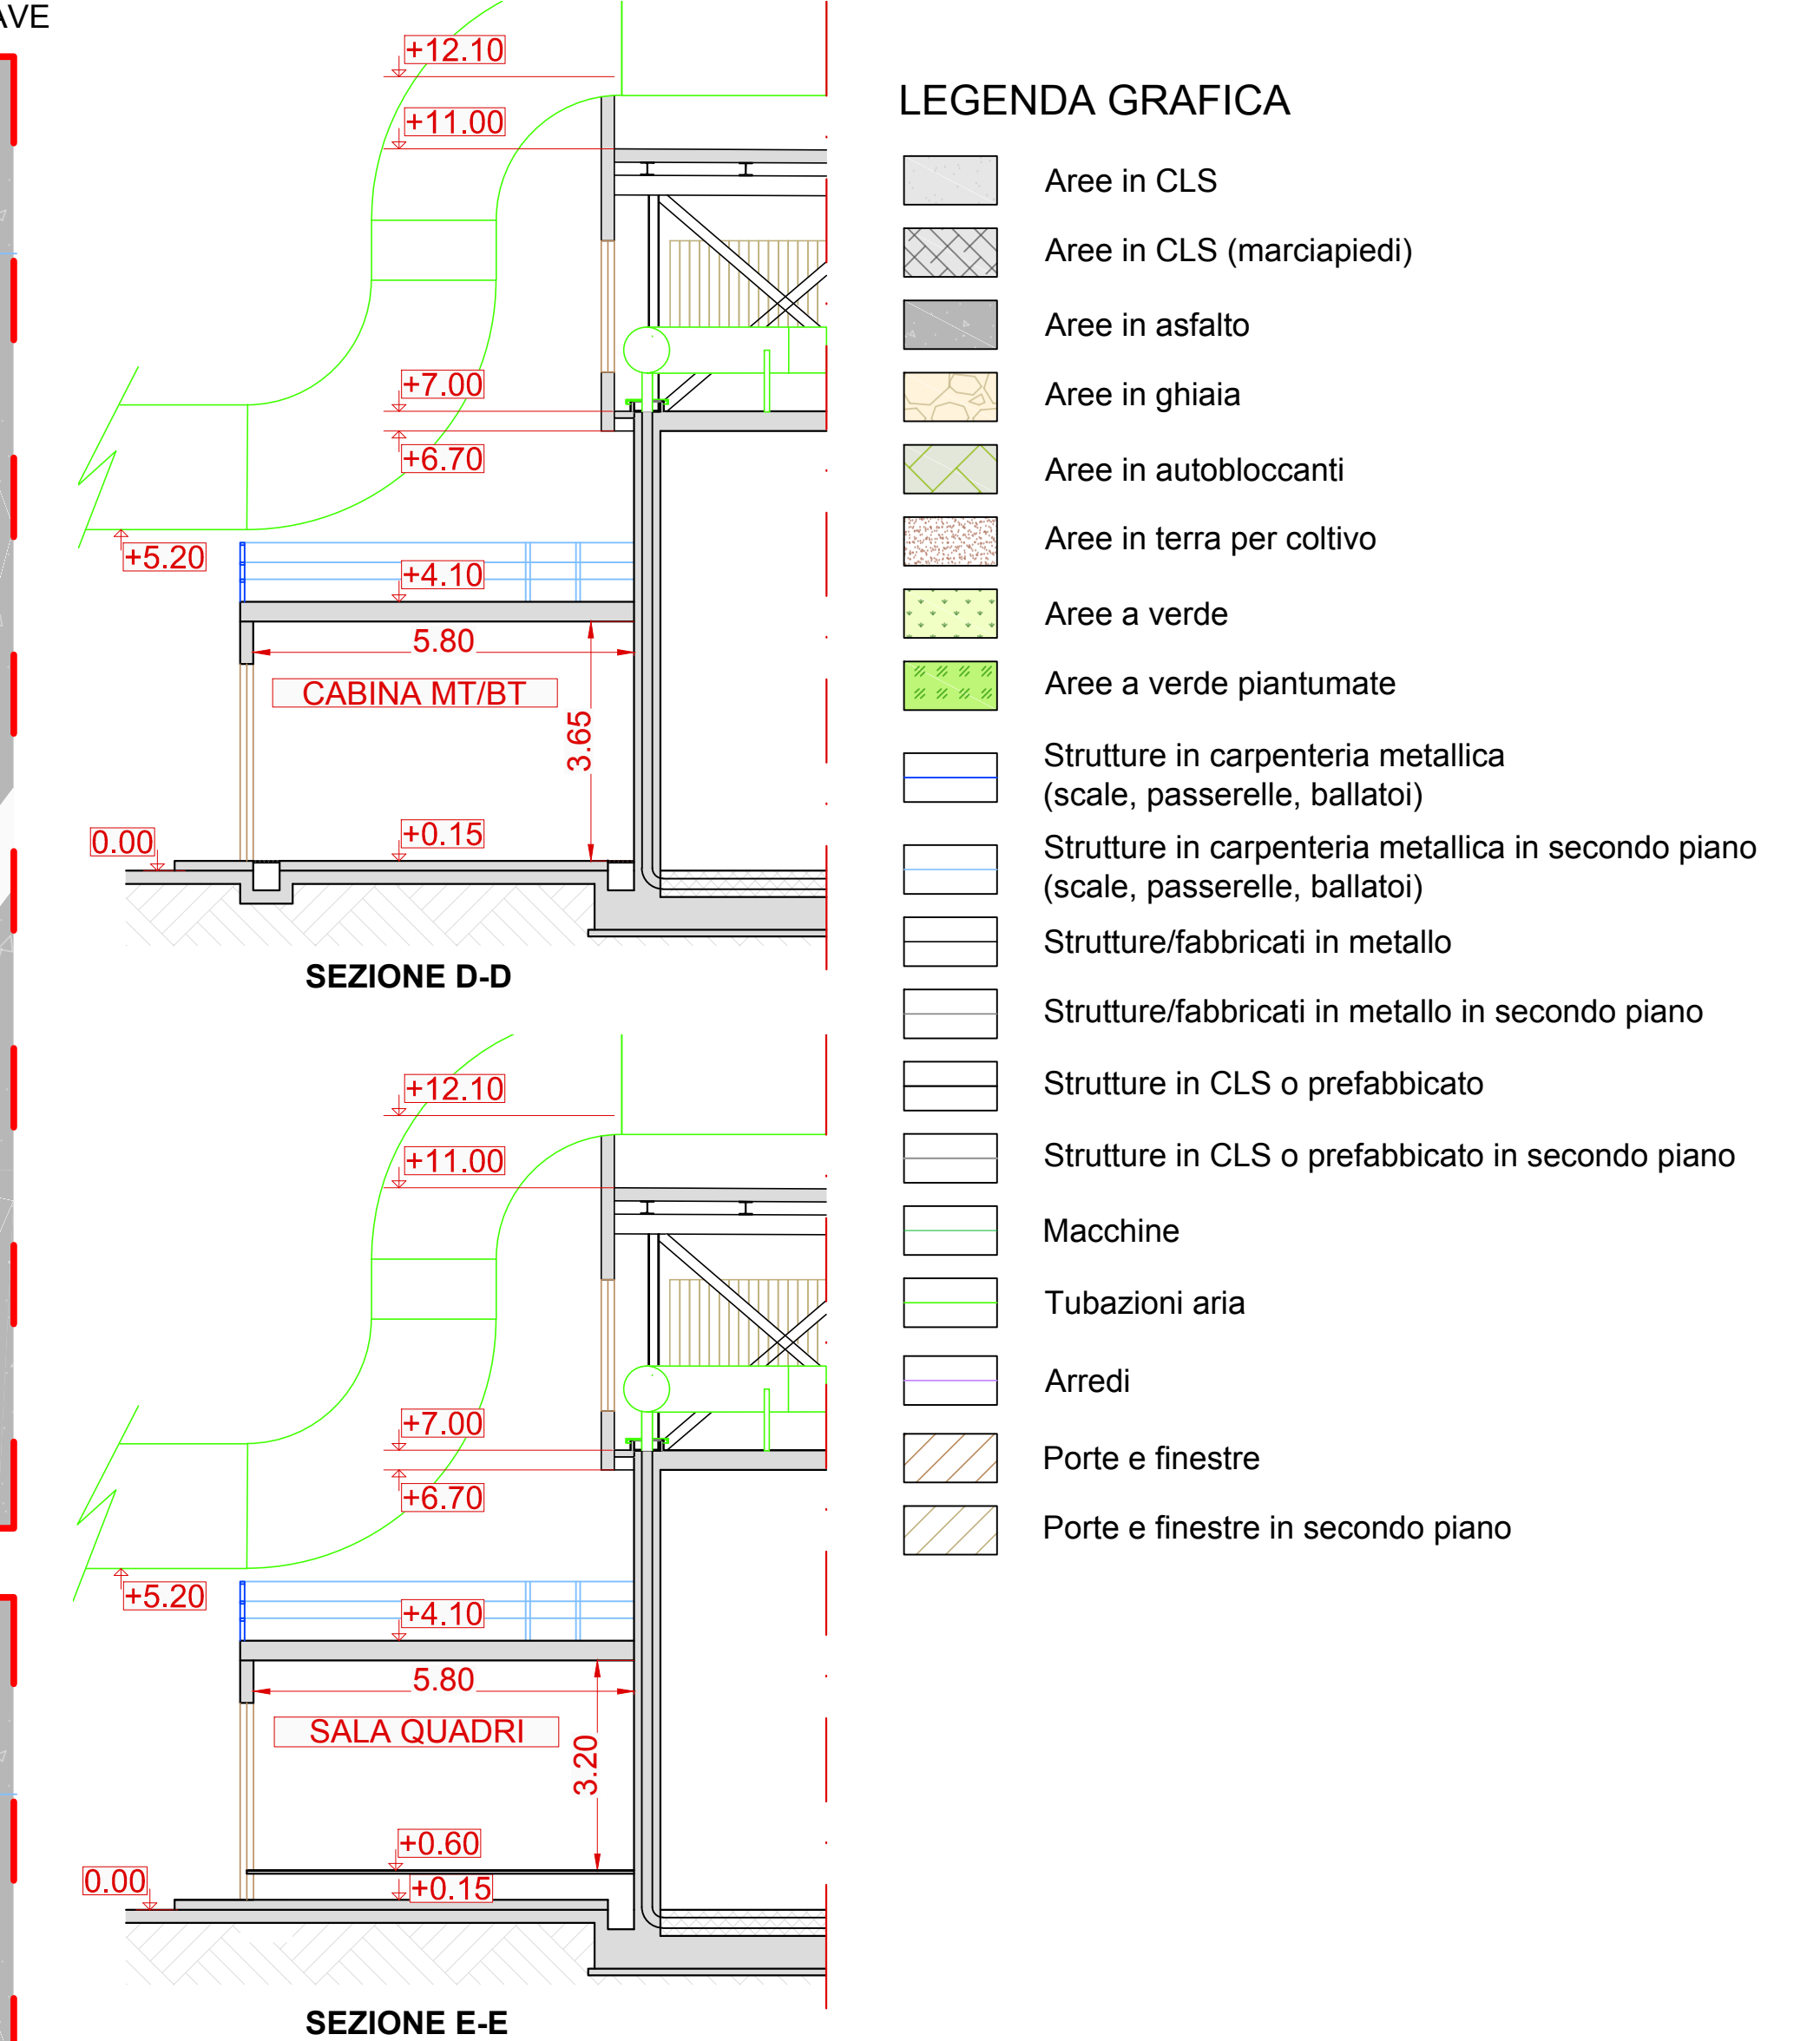 +12.10
+11.00
+7.00
+6.70
+5.20
+4.10
5.80
CABINA MT/BT
3.65
+0.15
0.00
SEZIONE D-D
+12.10
+11.00
+7.00
+6.70
+5.20
+4.10
5.80
SALA QUADRI
3.20
+0.60
0.00
+0.15
SEZIONE E-E
LEGENDA GRAFICA
Aree in CLS
Aree in CLS (marciapiedi)
Aree in asfalto
Aree in ghiaia
Aree in autobloccanti
Aree in terra per coltivo
Aree a verde
Aree a verde piantumate
Strutture in carpenteria metallica
(scale, passerelle, ballatoi)
Strutture in carpenteria metallica in secondo piano
(scale, passerelle, ballatoi)
Strutture/fabbricati in metallo
Strutture/fabbricati in metallo in secondo piano
Strutture in CLS o prefabbicato
Strutture in CLS o prefabbicato in secondo piano
Macchine
Tubazioni aria
Arredi
Porte e finestre
Porte e finestre in secondo piano